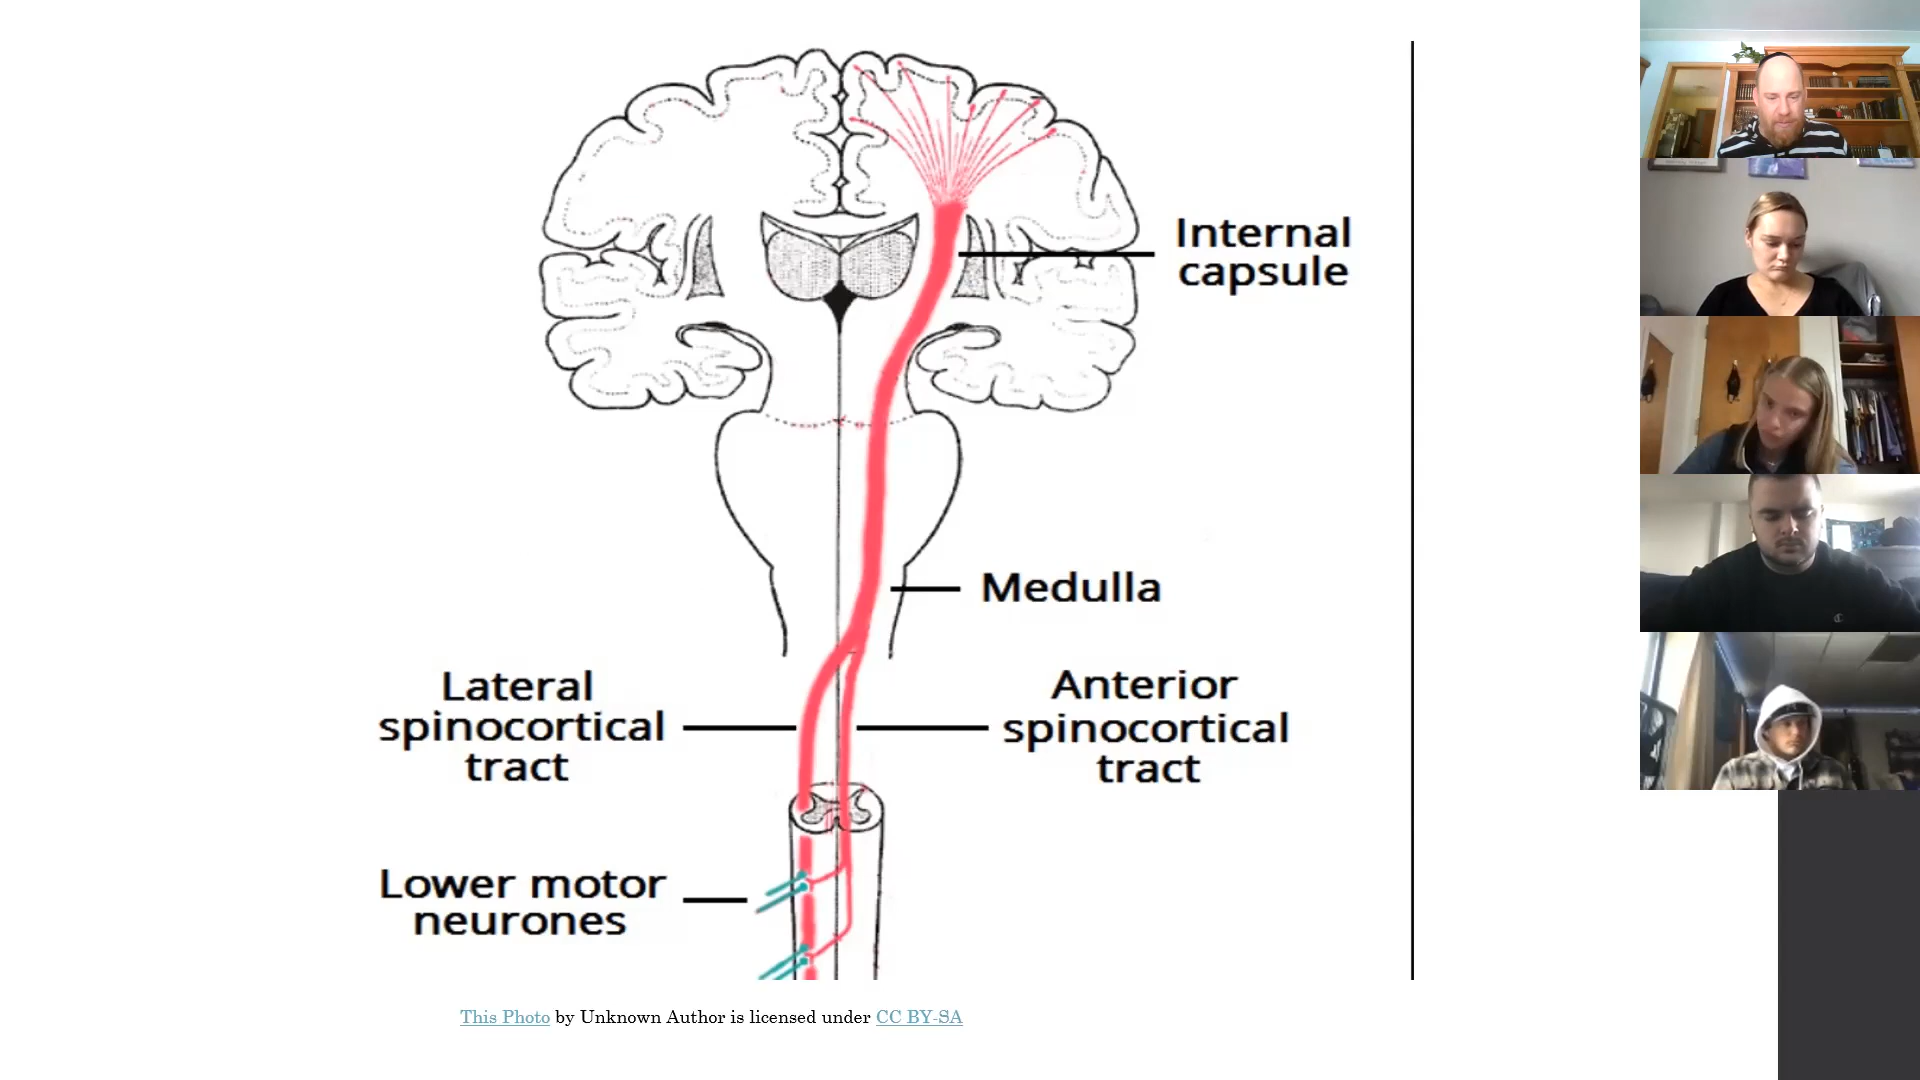 Internal
capsule
Medulla
Lateral
spinocortical
tract
Anterior
spinocortical
tract
Lower motor
neurones
This Photo by Unknown Author is licensed under CC BY-SA